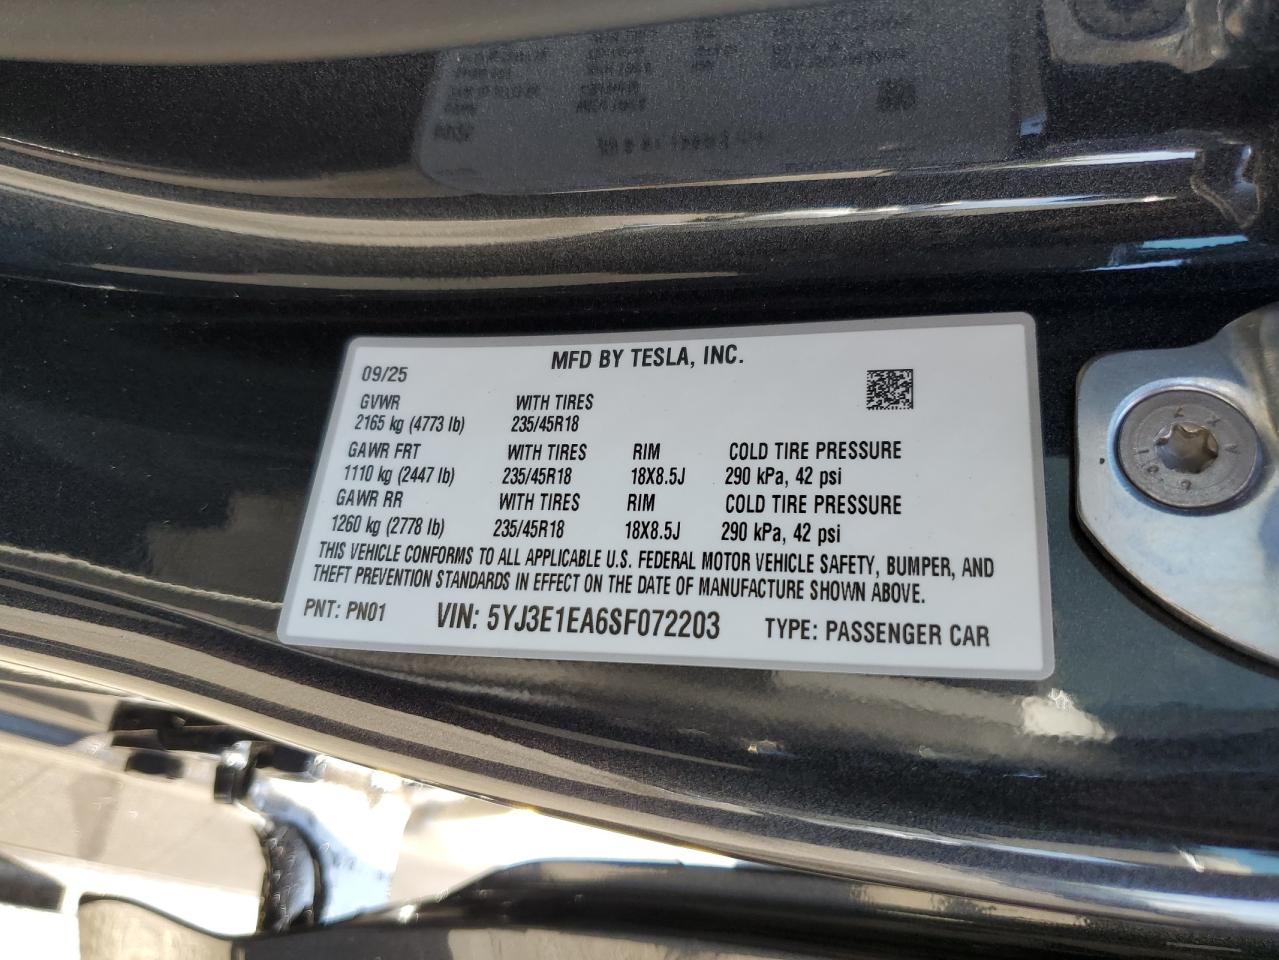 MFD BY TESLA, INC.
09/25
GVWR WITH TIRES
2165 kg (4773 lb) 235/45R18
GAWR FRT WITH TIRES RIM COLD TIRE PRESSURE
1110 kg (2447 lb) 235/45R18 18X8.5J 290 kPa, 42 psi
GAWR RR WITH TIRES RIM COLD TIRE PRESSURE
1260 kg (2778 lb) 235/45R18 18X8.5J 290 kPa, 42 psi
THIS VEHICLE CONFORMS TO ALL APPLICABLE U.S. FEDERAL MOTOR VEHICLE SAFETY, BUMPER, AND
THEFT PREVENTION STANDARDS IN EFFECT ON THE DATE OF MANUFACTURE SHOWN ABOVE.
PNT: PN01 VIN: 5YJ3E1EA6SF072203 TYPE: PASSENGER CAR